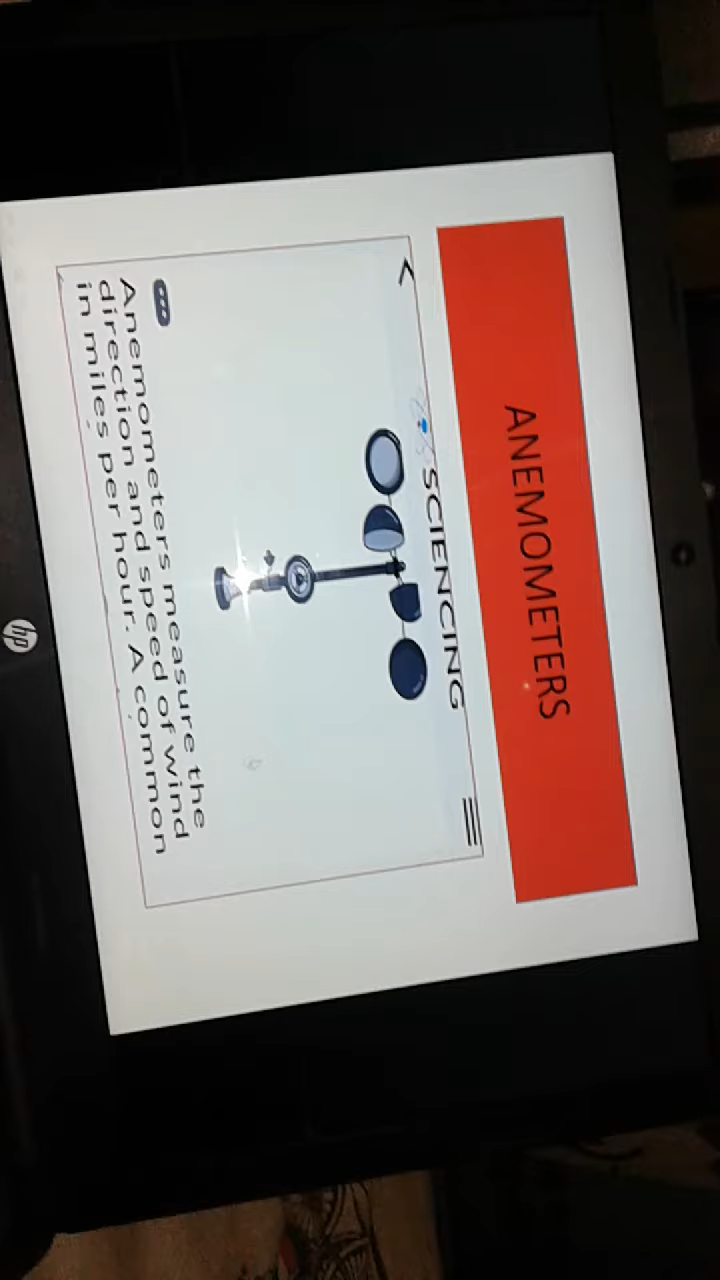 ANEMOMETERS
SCIENCING
Anemometers measure the
direction and speed of wind
in miles per hour. A common
hp